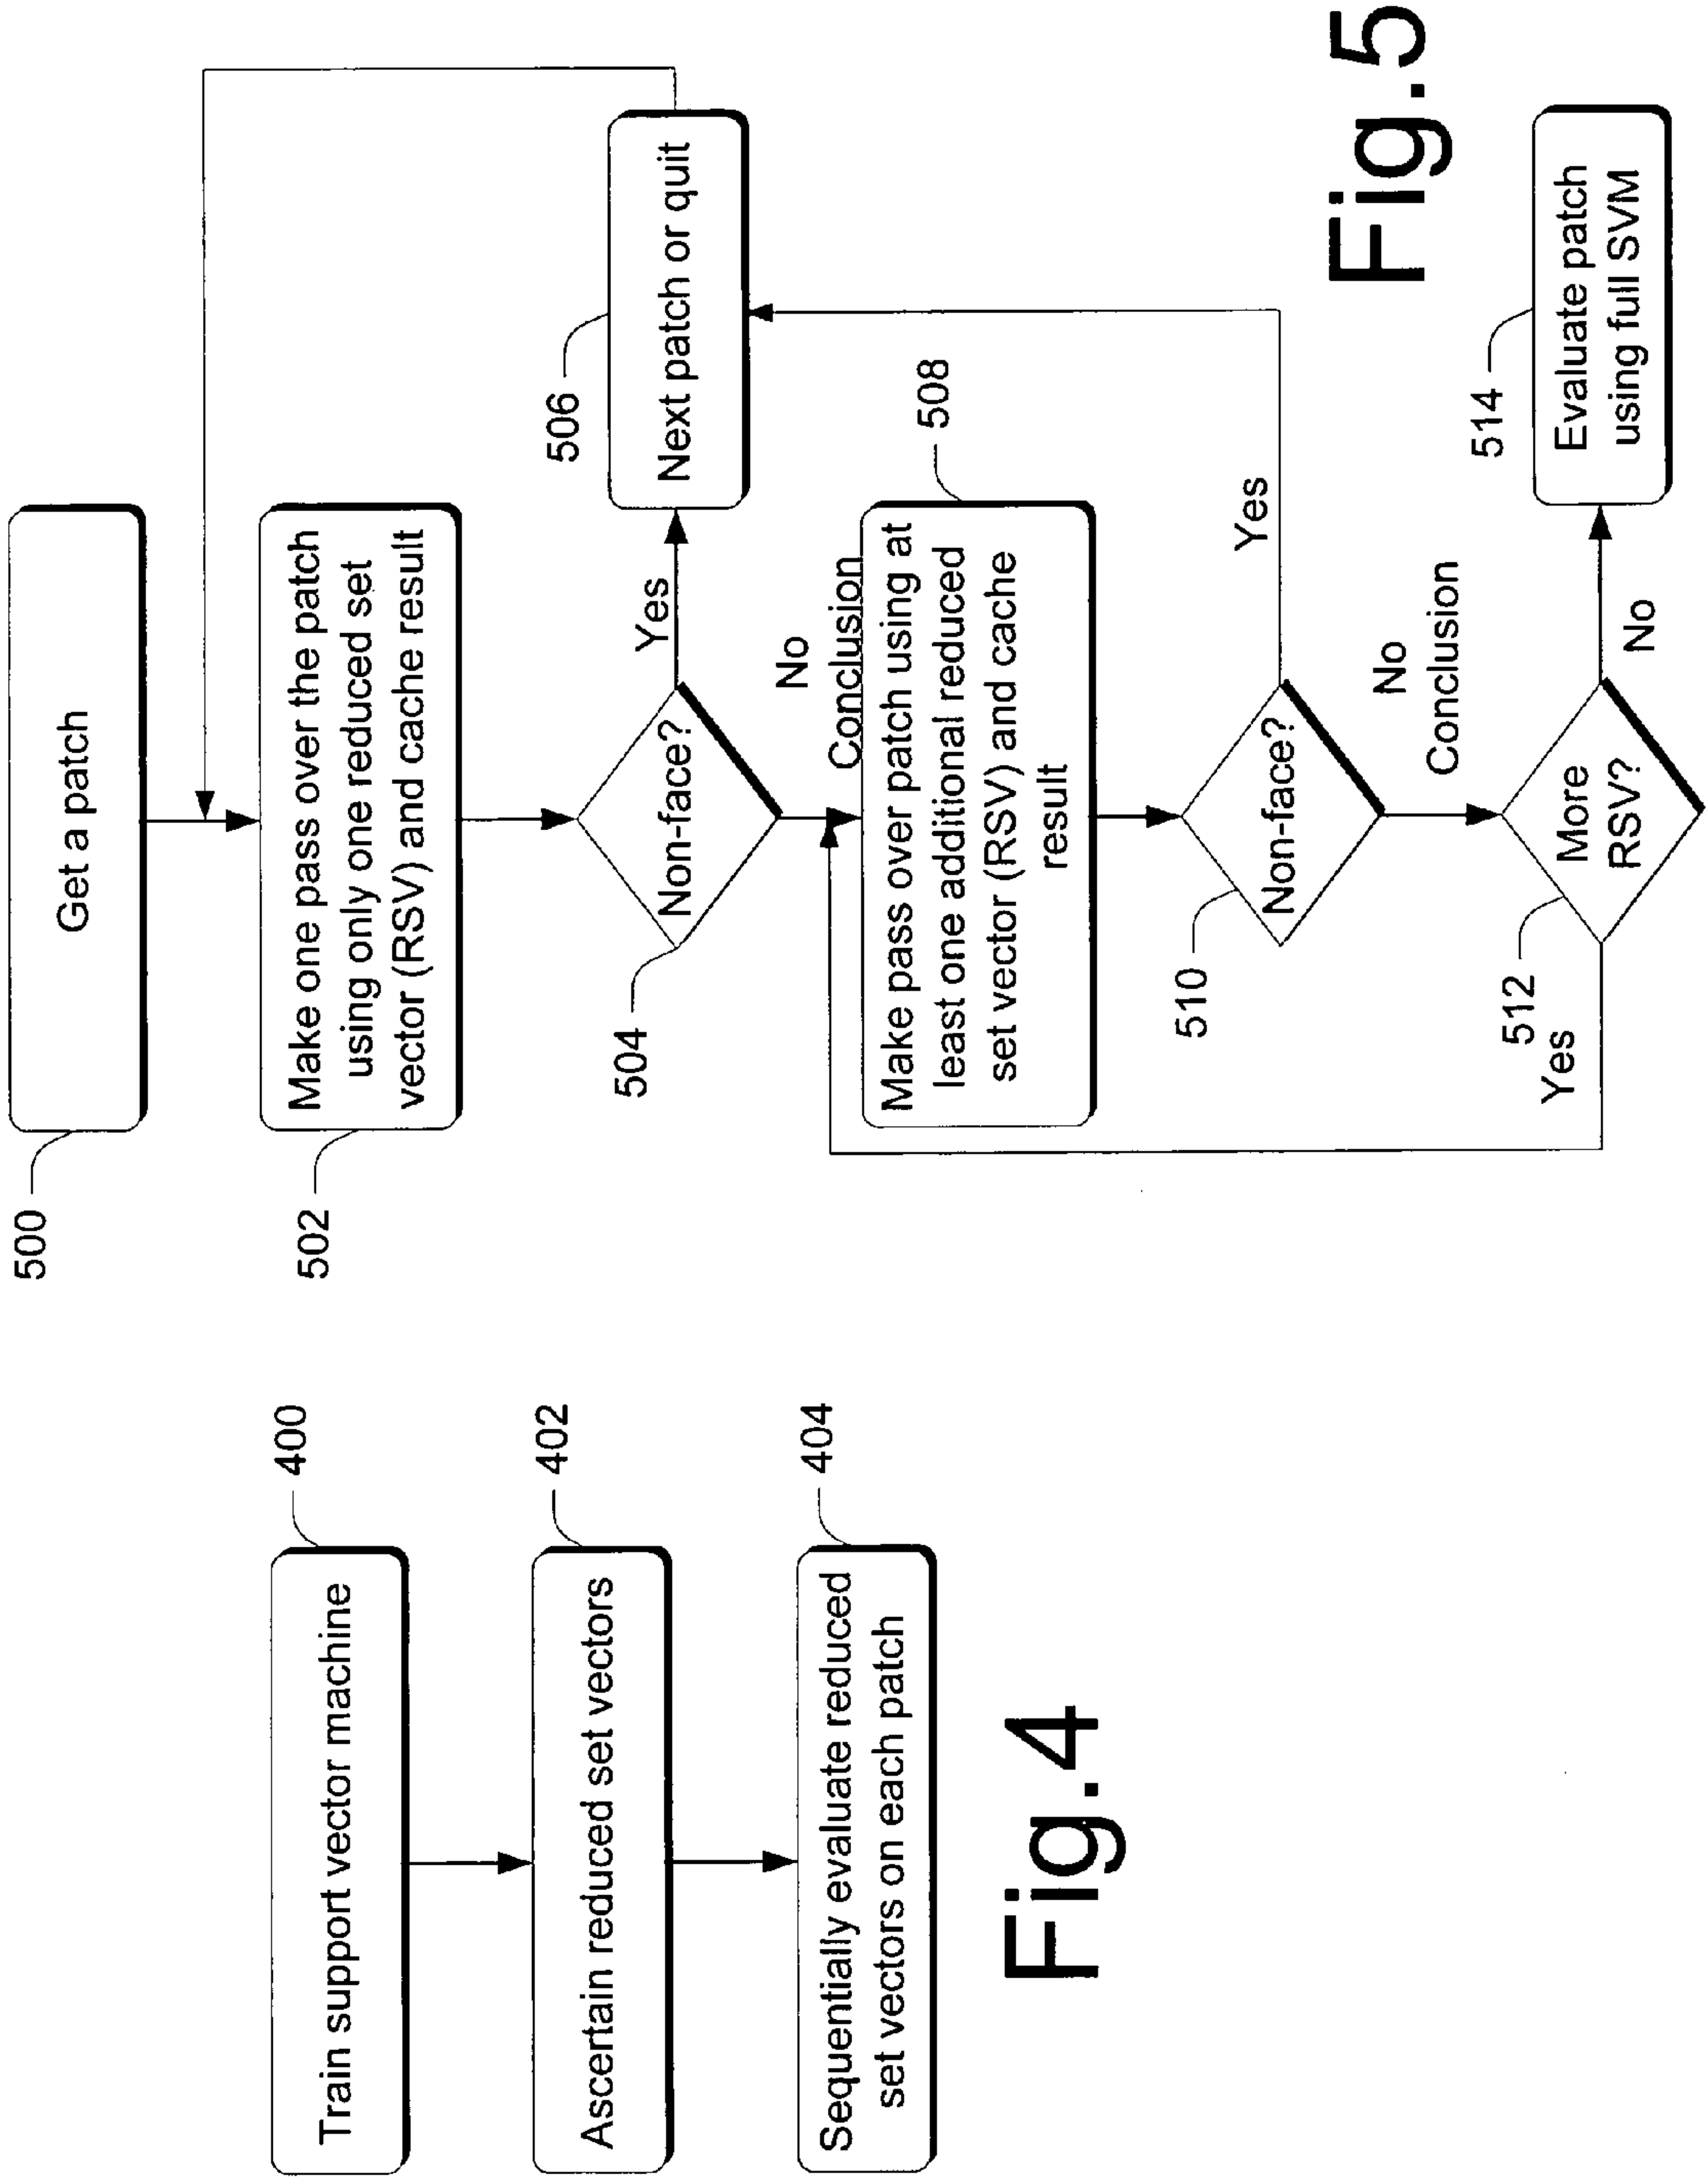 400
Train support vector machine
402
Ascertain reduced set vectors
404
Sequentially evaluate reduced
set vectors on each patch
Fig.4
500
Get a patch
502
Make one pass over the patch
using only one reduced set
vector (RSV) and cache result
504
Non-face?
Yes
506
Next patch or quit
No
Conclusion
508
Make pass over patch using at
least one additional reduced
set vector (RSV) and cache
result
510
Non-face?
Yes
No
Conclusion
512
More
RSV?
Yes
No
514
Evaluate patch
using full SVM
Fig.5